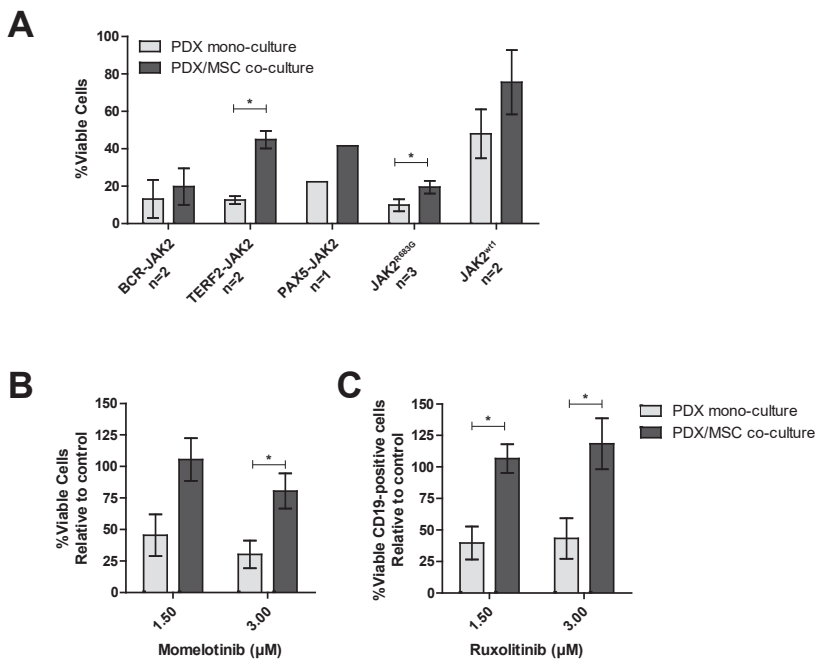 A
100
80
60
40
20
0
%Viable Cells
PDX mono-culture
PDX/MSC co-culture
*
*
BCR-JAK2
n=2
TERF2-JAK2
n=2
PAX5-JAK2
n=1
JAK2R683G
n=3
JAK2wt1
n=2
B
150
125
100
75
50
25
0
%Viable Cells
Relative to control
*
1.50
3.00
Momelotinib (µM)
C
150
125
100
75
50
25
0
%Viable CD19-positive cells
Relative to control
*
*
1.50
3.00
Ruxolitinib (µM)
PDX mono-culture
PDX/MSC co-culture